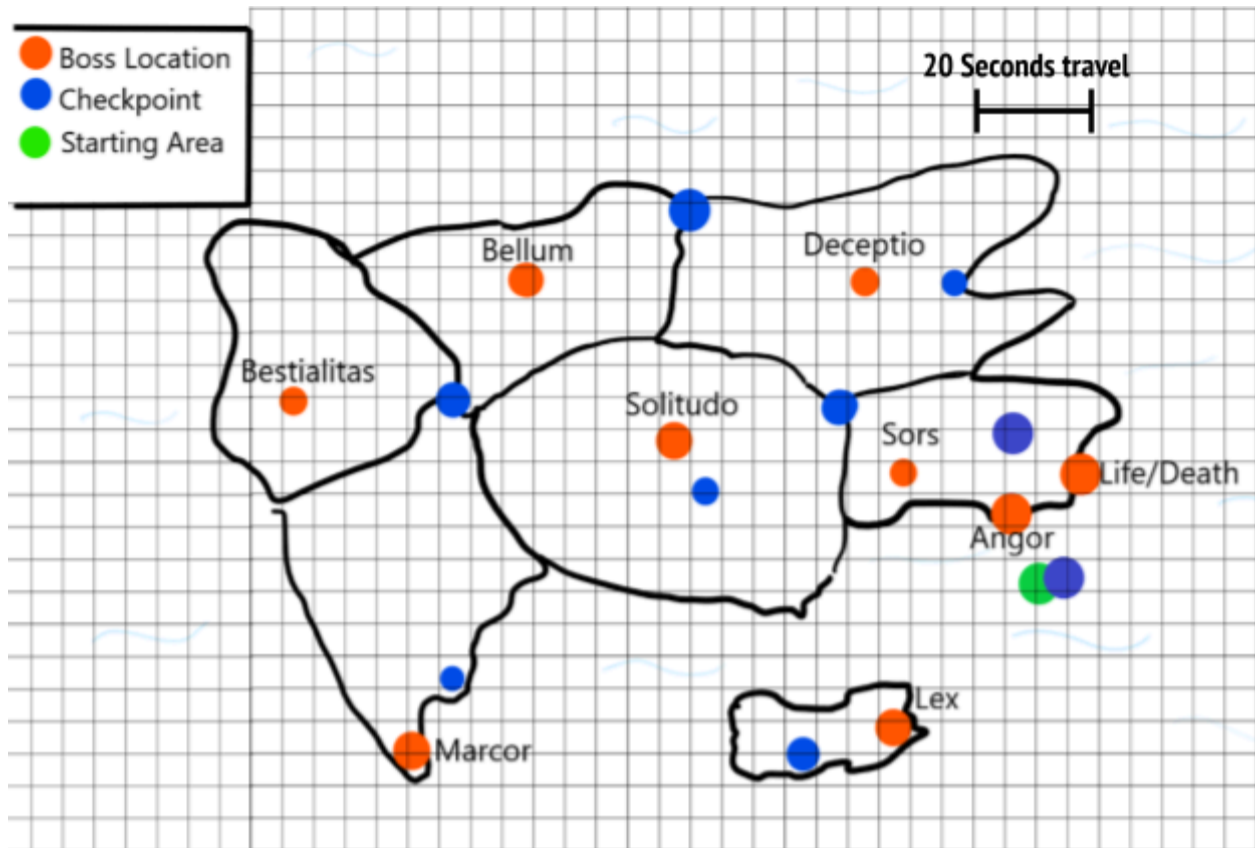 Boss Location
Checkpoint
Starting Area
20 Seconds travel
Bellum
Deceptio
Bestialitas
Solitudo
Sors
Life/Death
Angor
Lex
Marcor